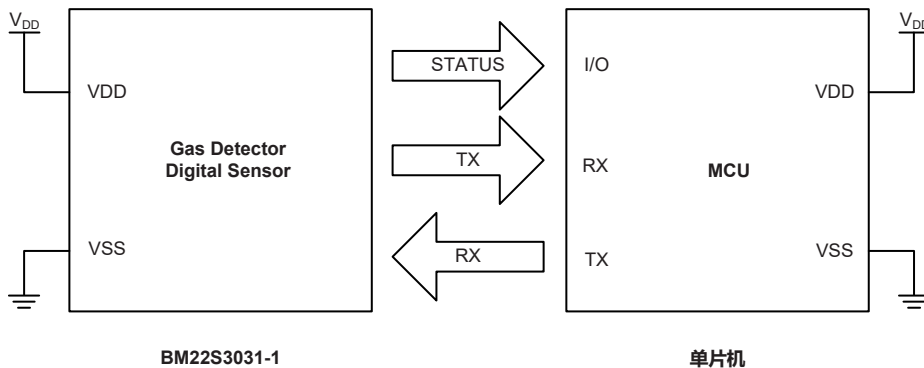 VDD
VDD
Gas Detector
Digital Sensor
VSS
STATUS
TX
RX
I/O
RX
TX
MCU
VDD
VDD
VSS
BM22S3031-1
单片机